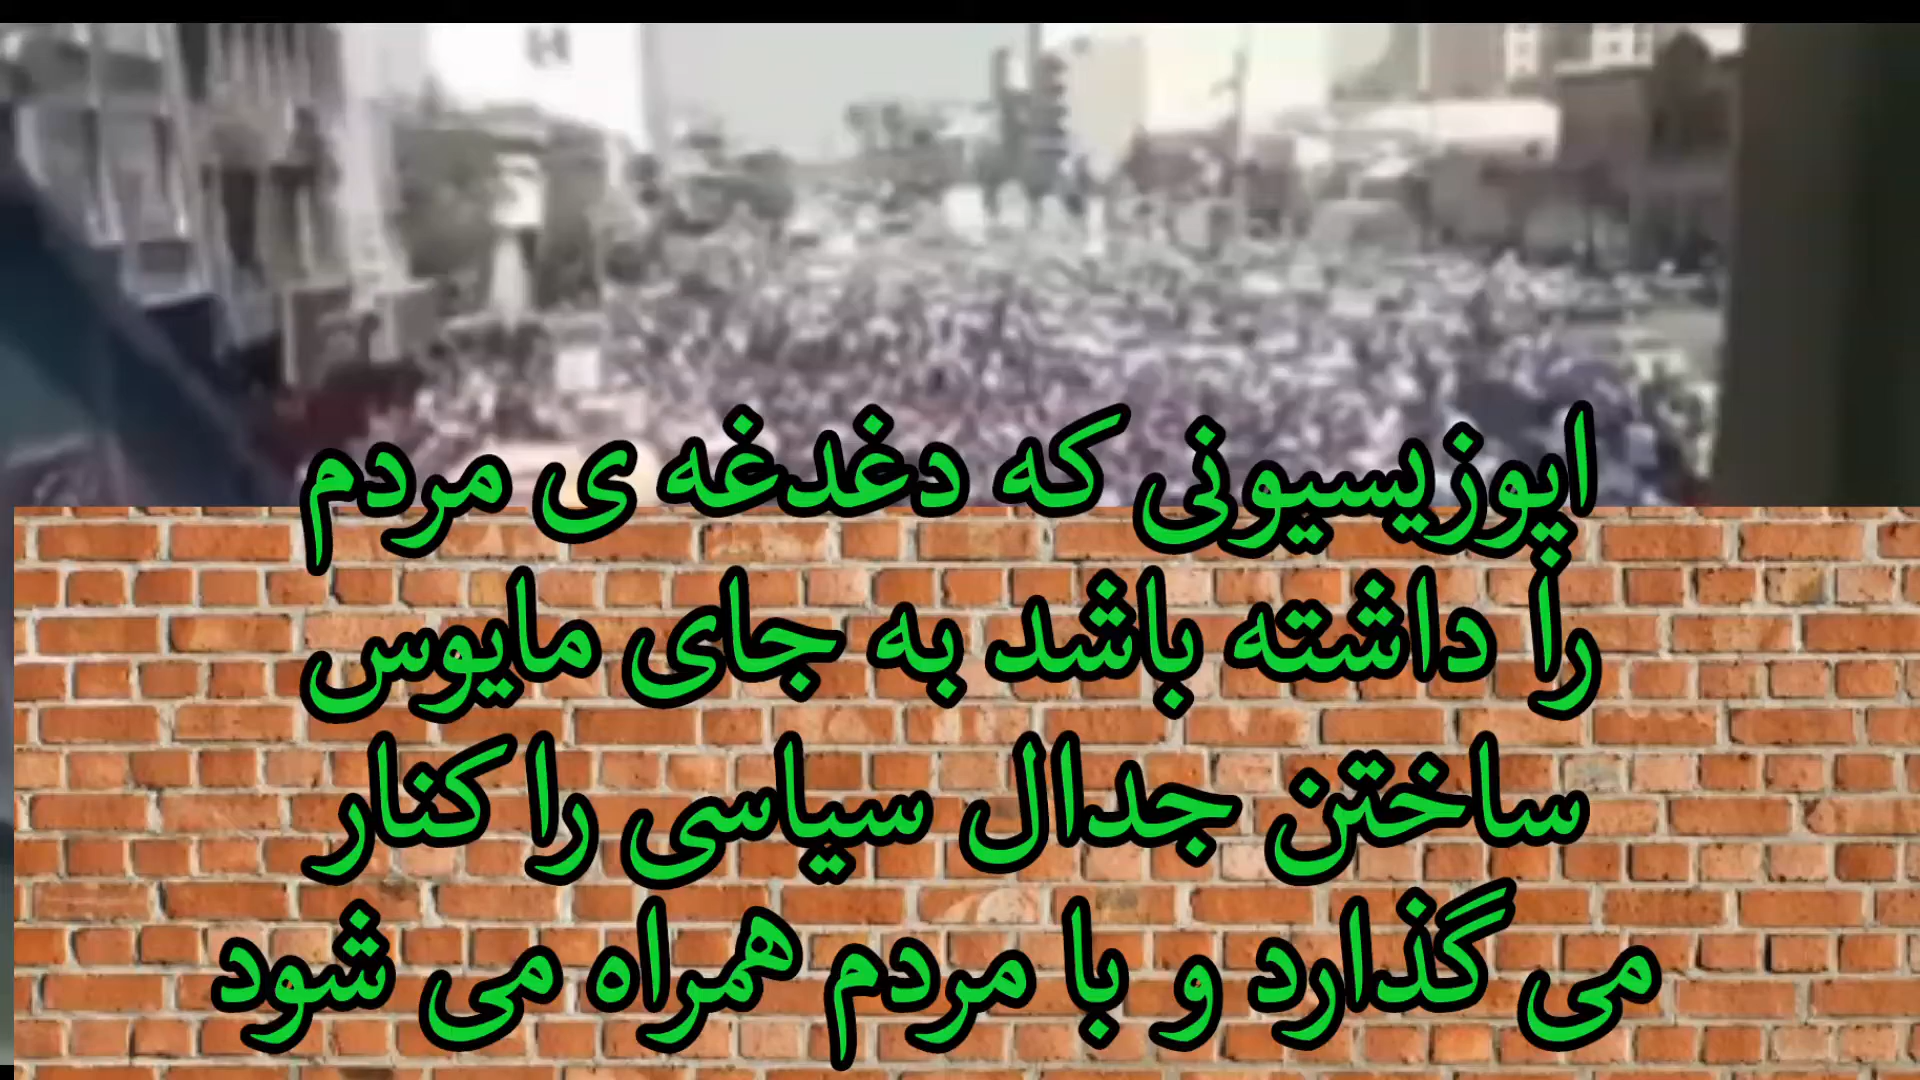 اپوزیسیونی که دغدغه ی مردم
را داشته باشد به جای مایوس
ساختن جدال سیاسی را کنار
می گذارد و با مردم همراه می شود